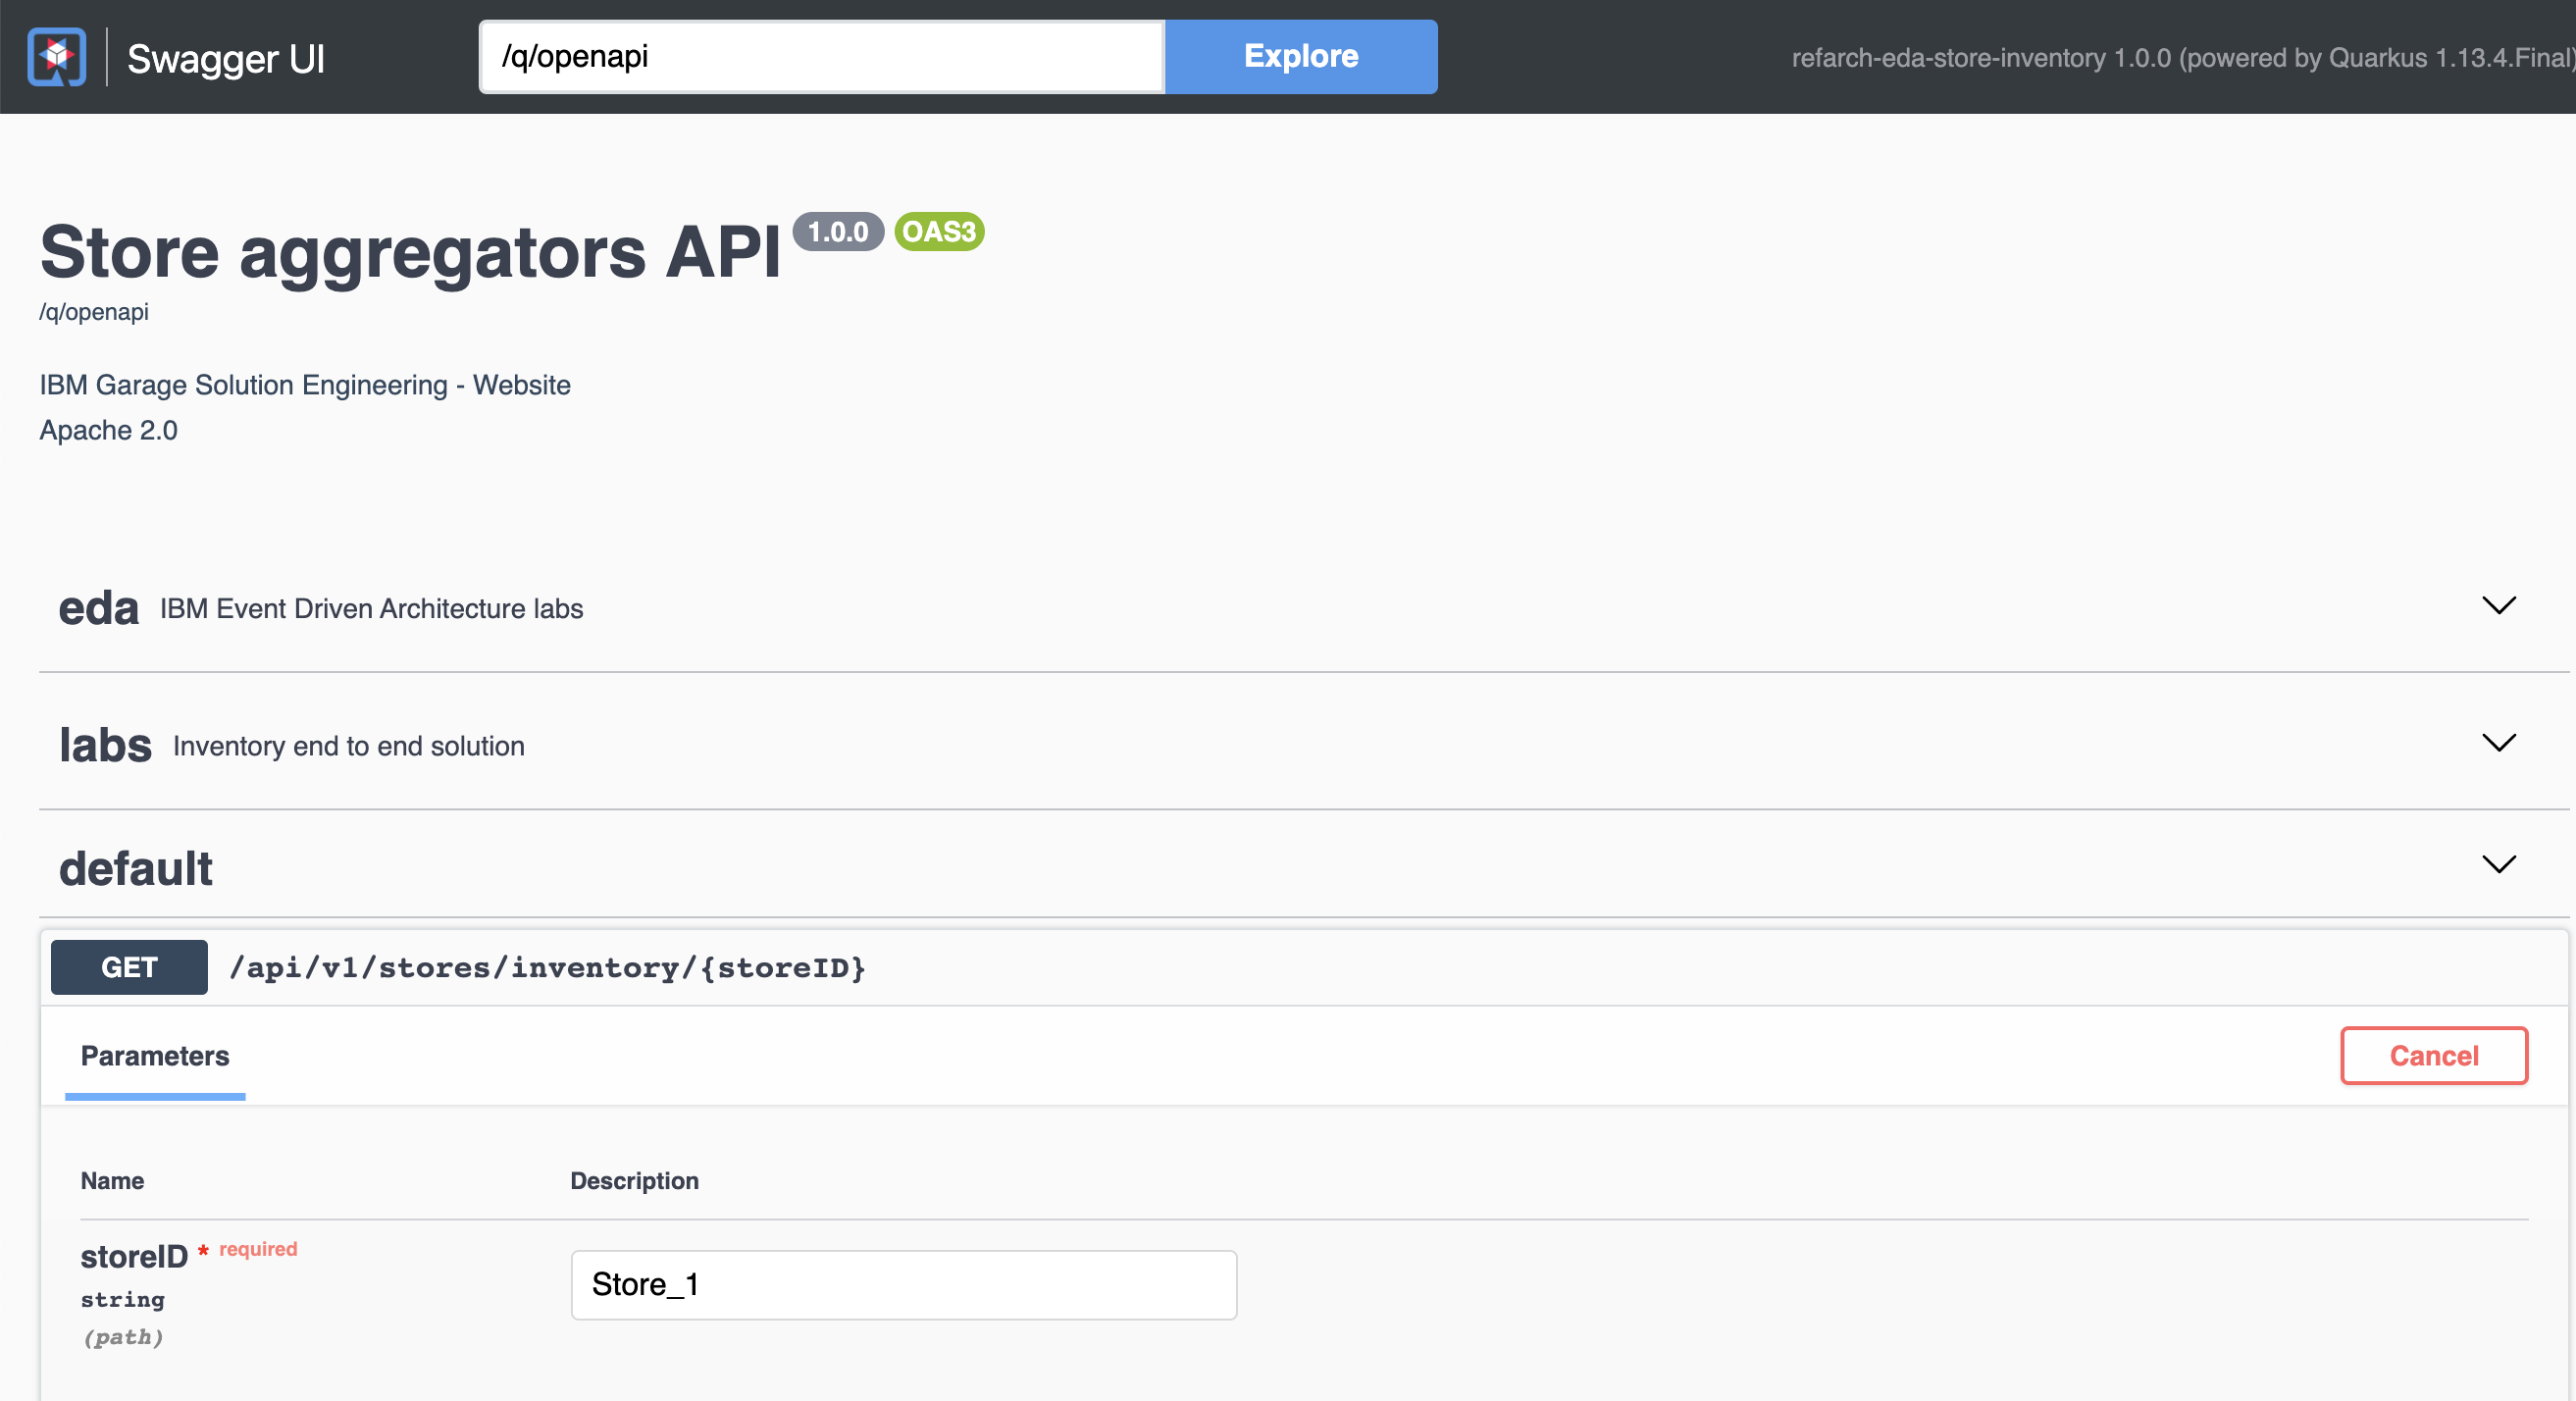 Swagger UI
/q/openapi
Explore
refarch-eda-store-inventory 1.0.0 (powered by Quarkus 1.13.4.Final)
Store aggregators API 1.0.0 OAS3
/q/openapi
IBM Garage Solution Engineering - Website
Apache 2.0
eda IBM Event Driven Architecture labs
labs Inventory end to end solution
default
GET /api/v1/stores/inventory/{storeID}
Parameters
Cancel
Name Description
storeID * required
string
(path)
Store_1